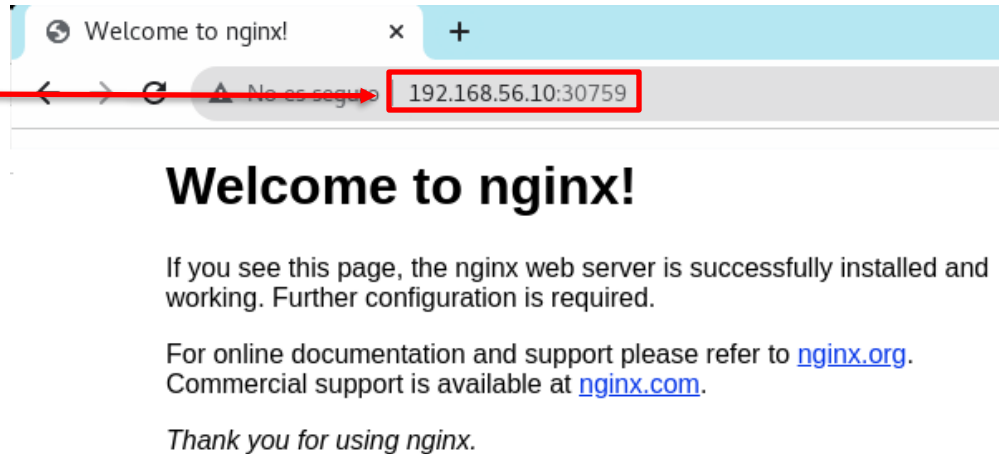 Welcome to nginx!
No es seguro 192.168.56.10:30759
Welcome to nginx!
If you see this page, the nginx web server is successfully installed and
working. Further configuration is required.
For online documentation and support please refer to nginx.org.
Commercial support is available at nginx.com.
Thank you for using nginx.